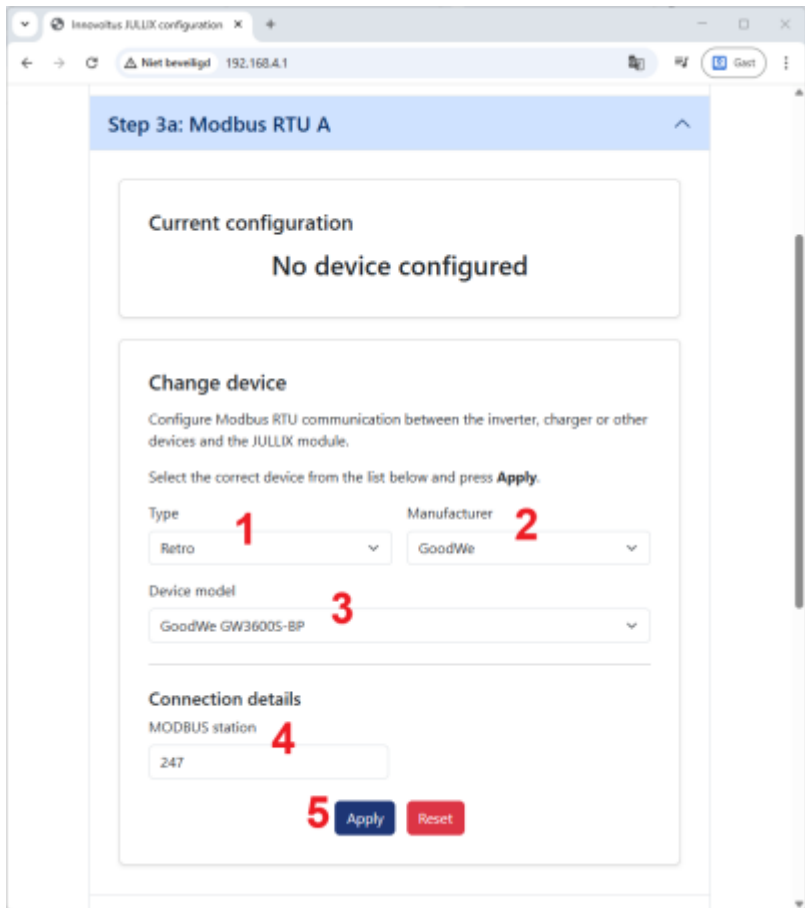 Innovoltus JULLIX configuration
Niet beveiligd 192.168.4.1
Gast
Step 3a: Modbus RTU A
Current configuration
No device configured
Change device
Configure Modbus RTU communication between the inverter, charger or other
devices and the JULLIX module.
Select the correct device from the list below and press Apply.
Type 1 Manufacturer 2
Retro GoodWe
Device model 3
GoodWe GW3600S-BP
Connection details
MODBUS station 4
247
5 Apply Reset